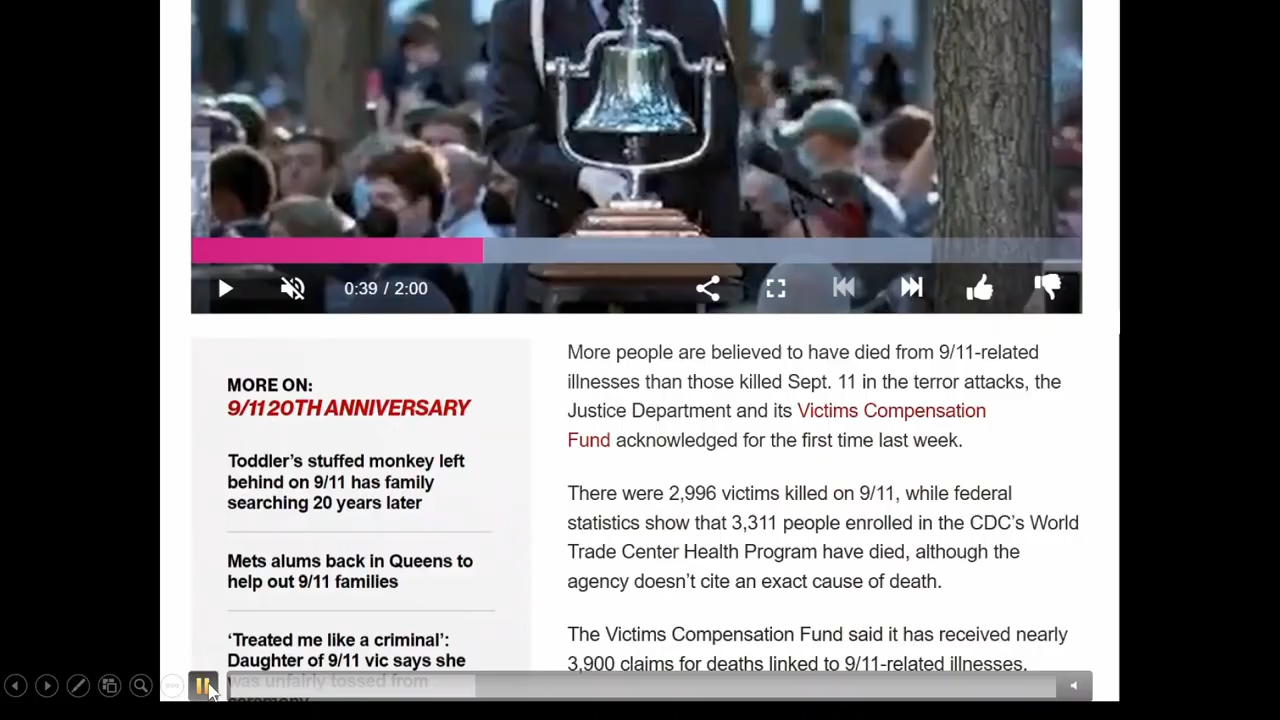 0:39 / 2:00
MORE ON:
9/11 20TH ANNIVERSARY
Toddler's stuffed monkey left
behind on 9/11 has family
searching 20 years later
Mets alums back in Queens to
help out 9/11 families
‘Treated me like a criminal’:
Daughter of 9/11 vic says she
was unfairly tossed from
ceremony
More people are believed to have died from 9/11-related
illnesses than those killed Sept. 11 in the terror attacks, the
Justice Department and its Victims Compensation
Fund acknowledged for the first time last week.
There were 2,996 victims killed on 9/11, while federal
statistics show that 3,311 people enrolled in the CDC’s World
Trade Center Health Program have died, although the
agency doesn’t cite an exact cause of death.
The Victims Compensation Fund said it has received nearly
3,900 claims for deaths linked to 9/11-related illnesses.